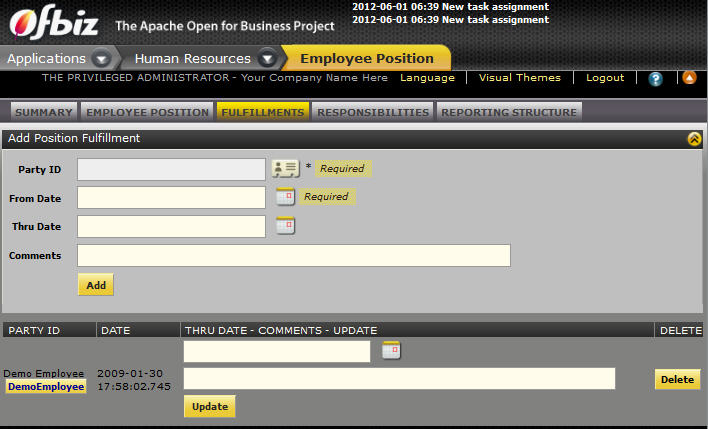 2012-06-01 06:39 New task assignment
2012-06-01 06:39 New task assignment
Ofbiz The Apache Open for Business Project
Applications Human Resources Employee Position
THE PRIVILEGED ADMINISTRATOR - Your Company Name Here Language Visual Themes Logout ?
SUMMARY EMPLOYEE POSITION FULFILLMENTS RESPONSIBILITIES REPORTING STRUCTURE
Add Position Fulfillment
Party ID * Required
From Date Required
Thru Date
Comments
Add
PARTY ID DATE THRU DATE - COMMENTS - UPDATE DELETE
Demo Employee 2009-01-30
DemoEmployee 17:58:02.745 Delete
Update